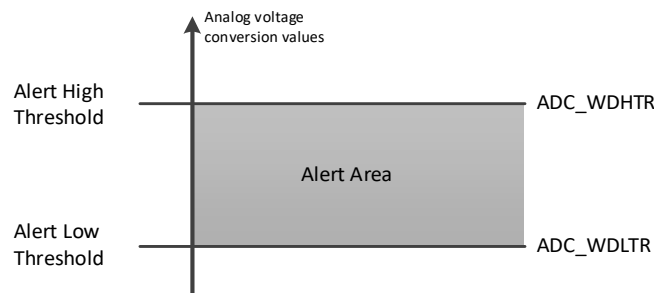 Analog voltage
conversion values
Alert High
Threshold
ADC_WDHTR
Alert Area
Alert Low
Threshold
ADC_WDLTR